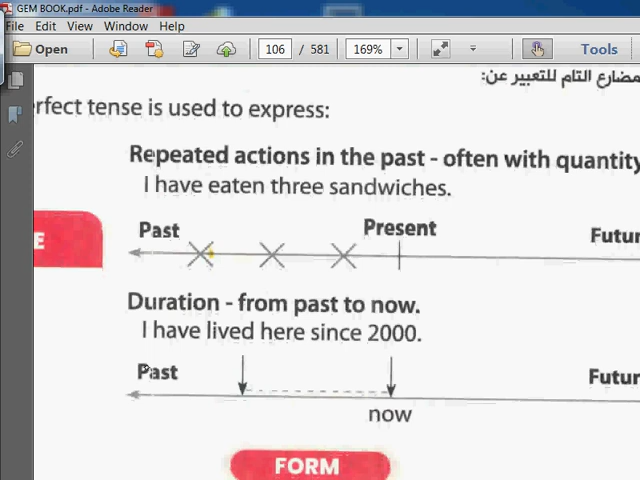 GEM BOOK.pdf - Adobe Reader
File Edit View Window Help
Open 106 / 581 169% Tools
مضارع التام للتعبير عن:
rfect tense is used to express:
Repeated actions in the past - often with quantity
I have eaten three sandwiches.
Past Present Futur
E
Duration - from past to now.
I have lived here since 2000.
Past Futur
now
FORM